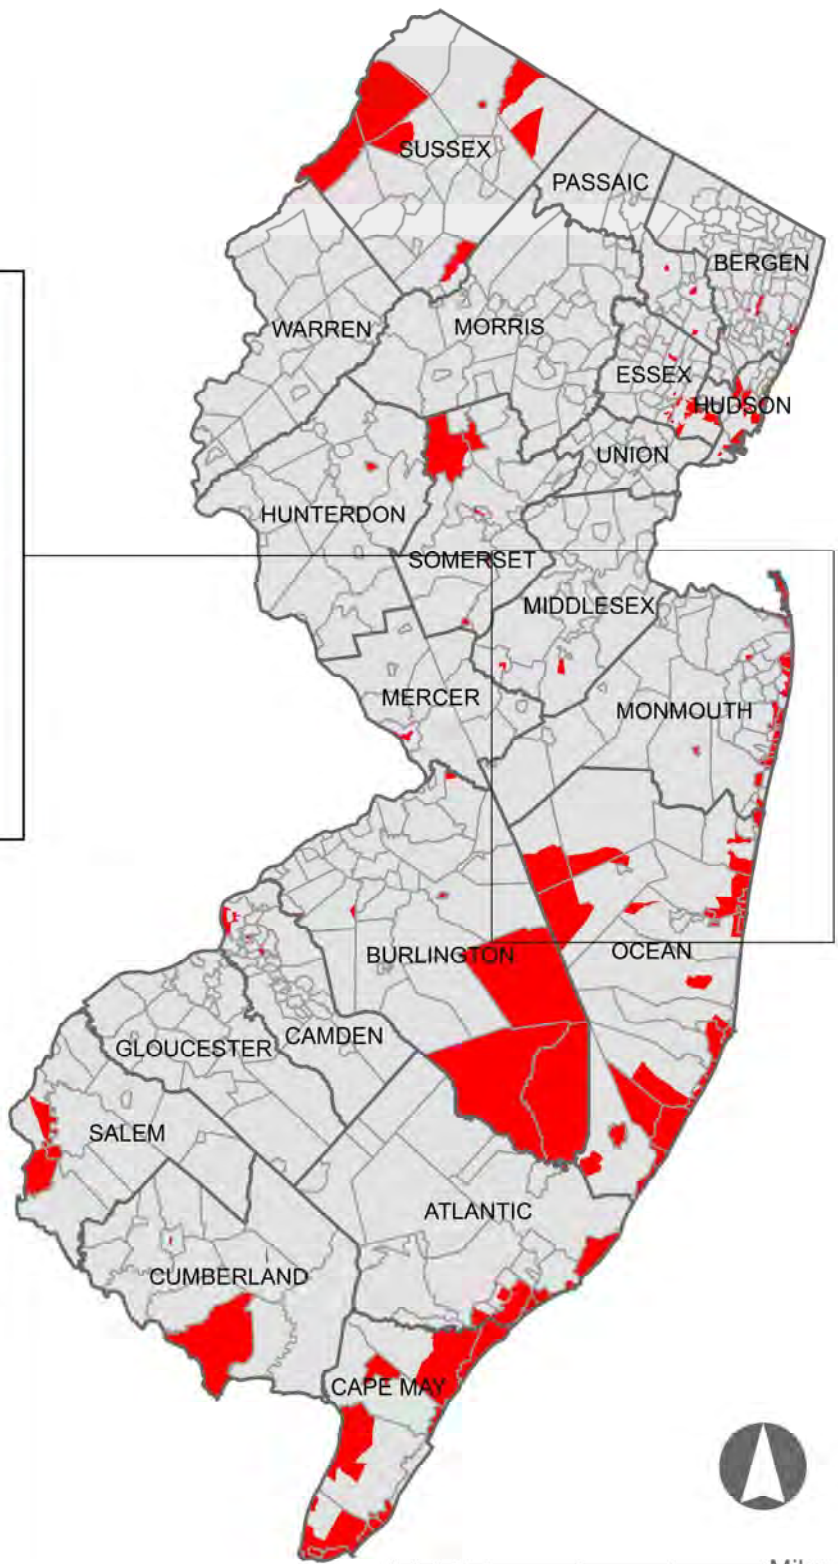 SUSSEX
PASSAIC
BERGEN
WARREN
MORRIS
ESSEX
HUDSON
UNION
HUNTERDON
SOMERSET
MIDDLESEX
MERCER
MONMOUTH
BURLINGTON
OCEAN
CAMDEN
GLOUCESTER
SALEM
ATLANTIC
CUMBERLAND
CAPE MAY